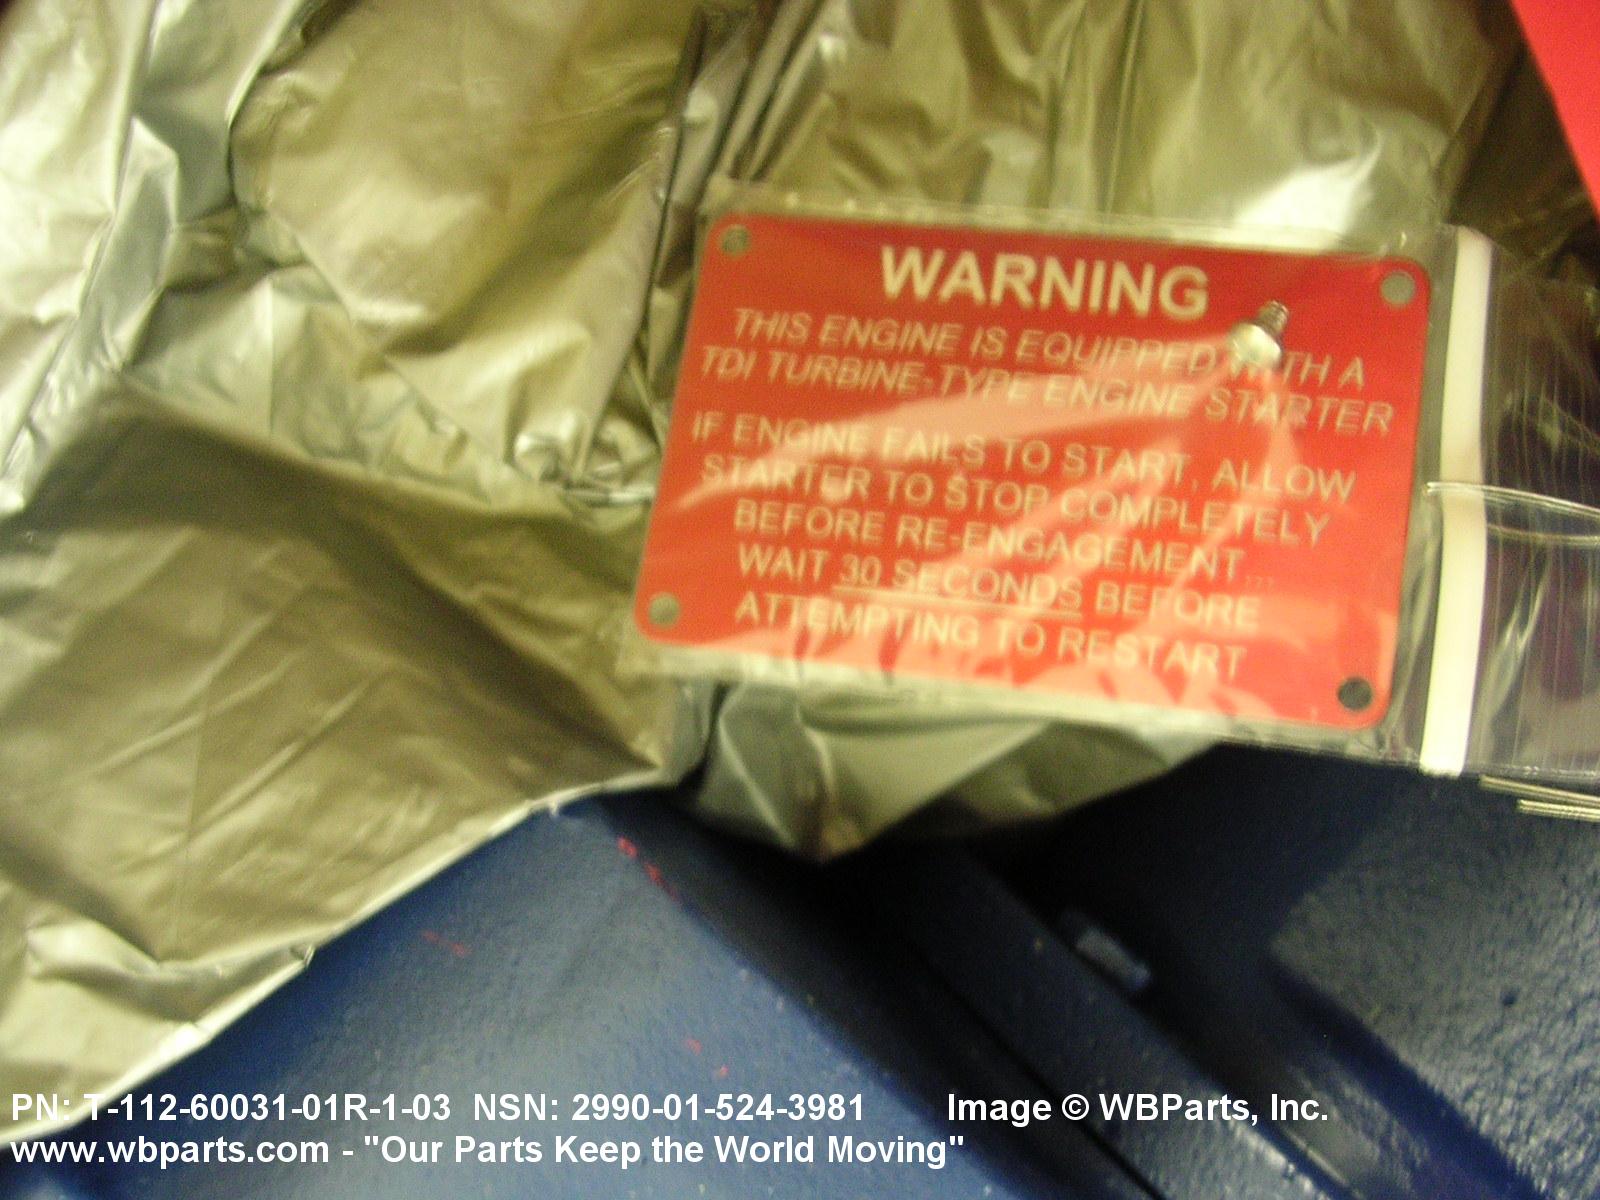 WARNING
THIS ENGINE IS EQUIPPED WITH A
TDI TURBINE-TYPE ENGINE STARTER
IF ENGINE FAILS TO START, ALLOW
STARTER TO STOP COMPLETELY
BEFORE RE-ENGAGEMENT...
WAIT 30 SECONDS BEFORE
ATTEMPTING TO RESTART
PN: T-112-60031-01R-1-03 NSN: 2990-01-524-3981 Image © WBParts, Inc.
www.wbparts.com - "Our Parts Keep the World Moving"